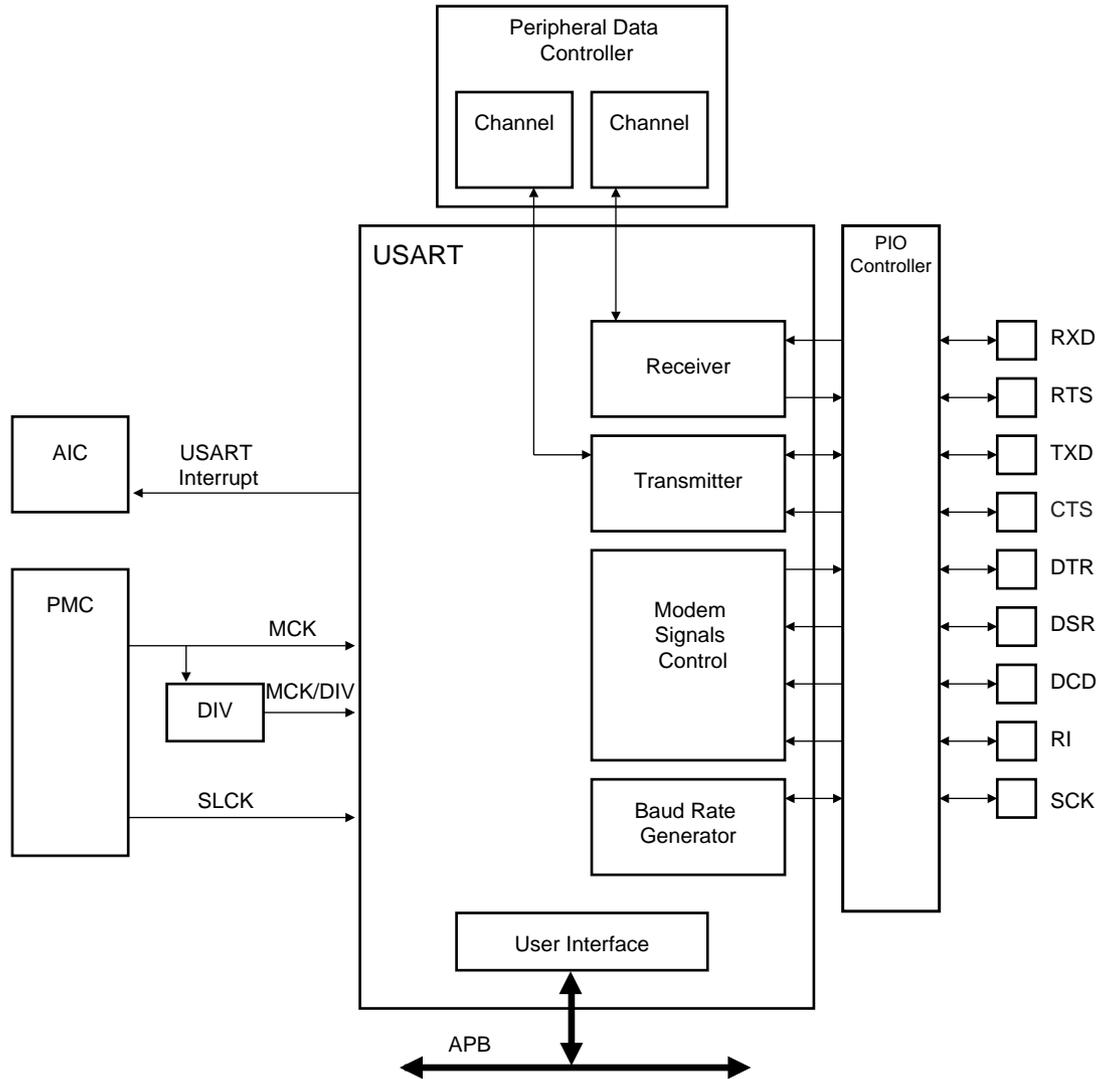 Peripheral Data
Controller
Channel
Channel
USART
PIO
Controller
Receiver
RXD
RTS
AIC
USART
Interrupt
Transmitter
TXD
CTS
PMC
MCK
DIV
MCK/DIV
SLCK
Modem
Signals
Control
DTR
DSR
DCD
RI
Baud Rate
Generator
SCK
User Interface
APB